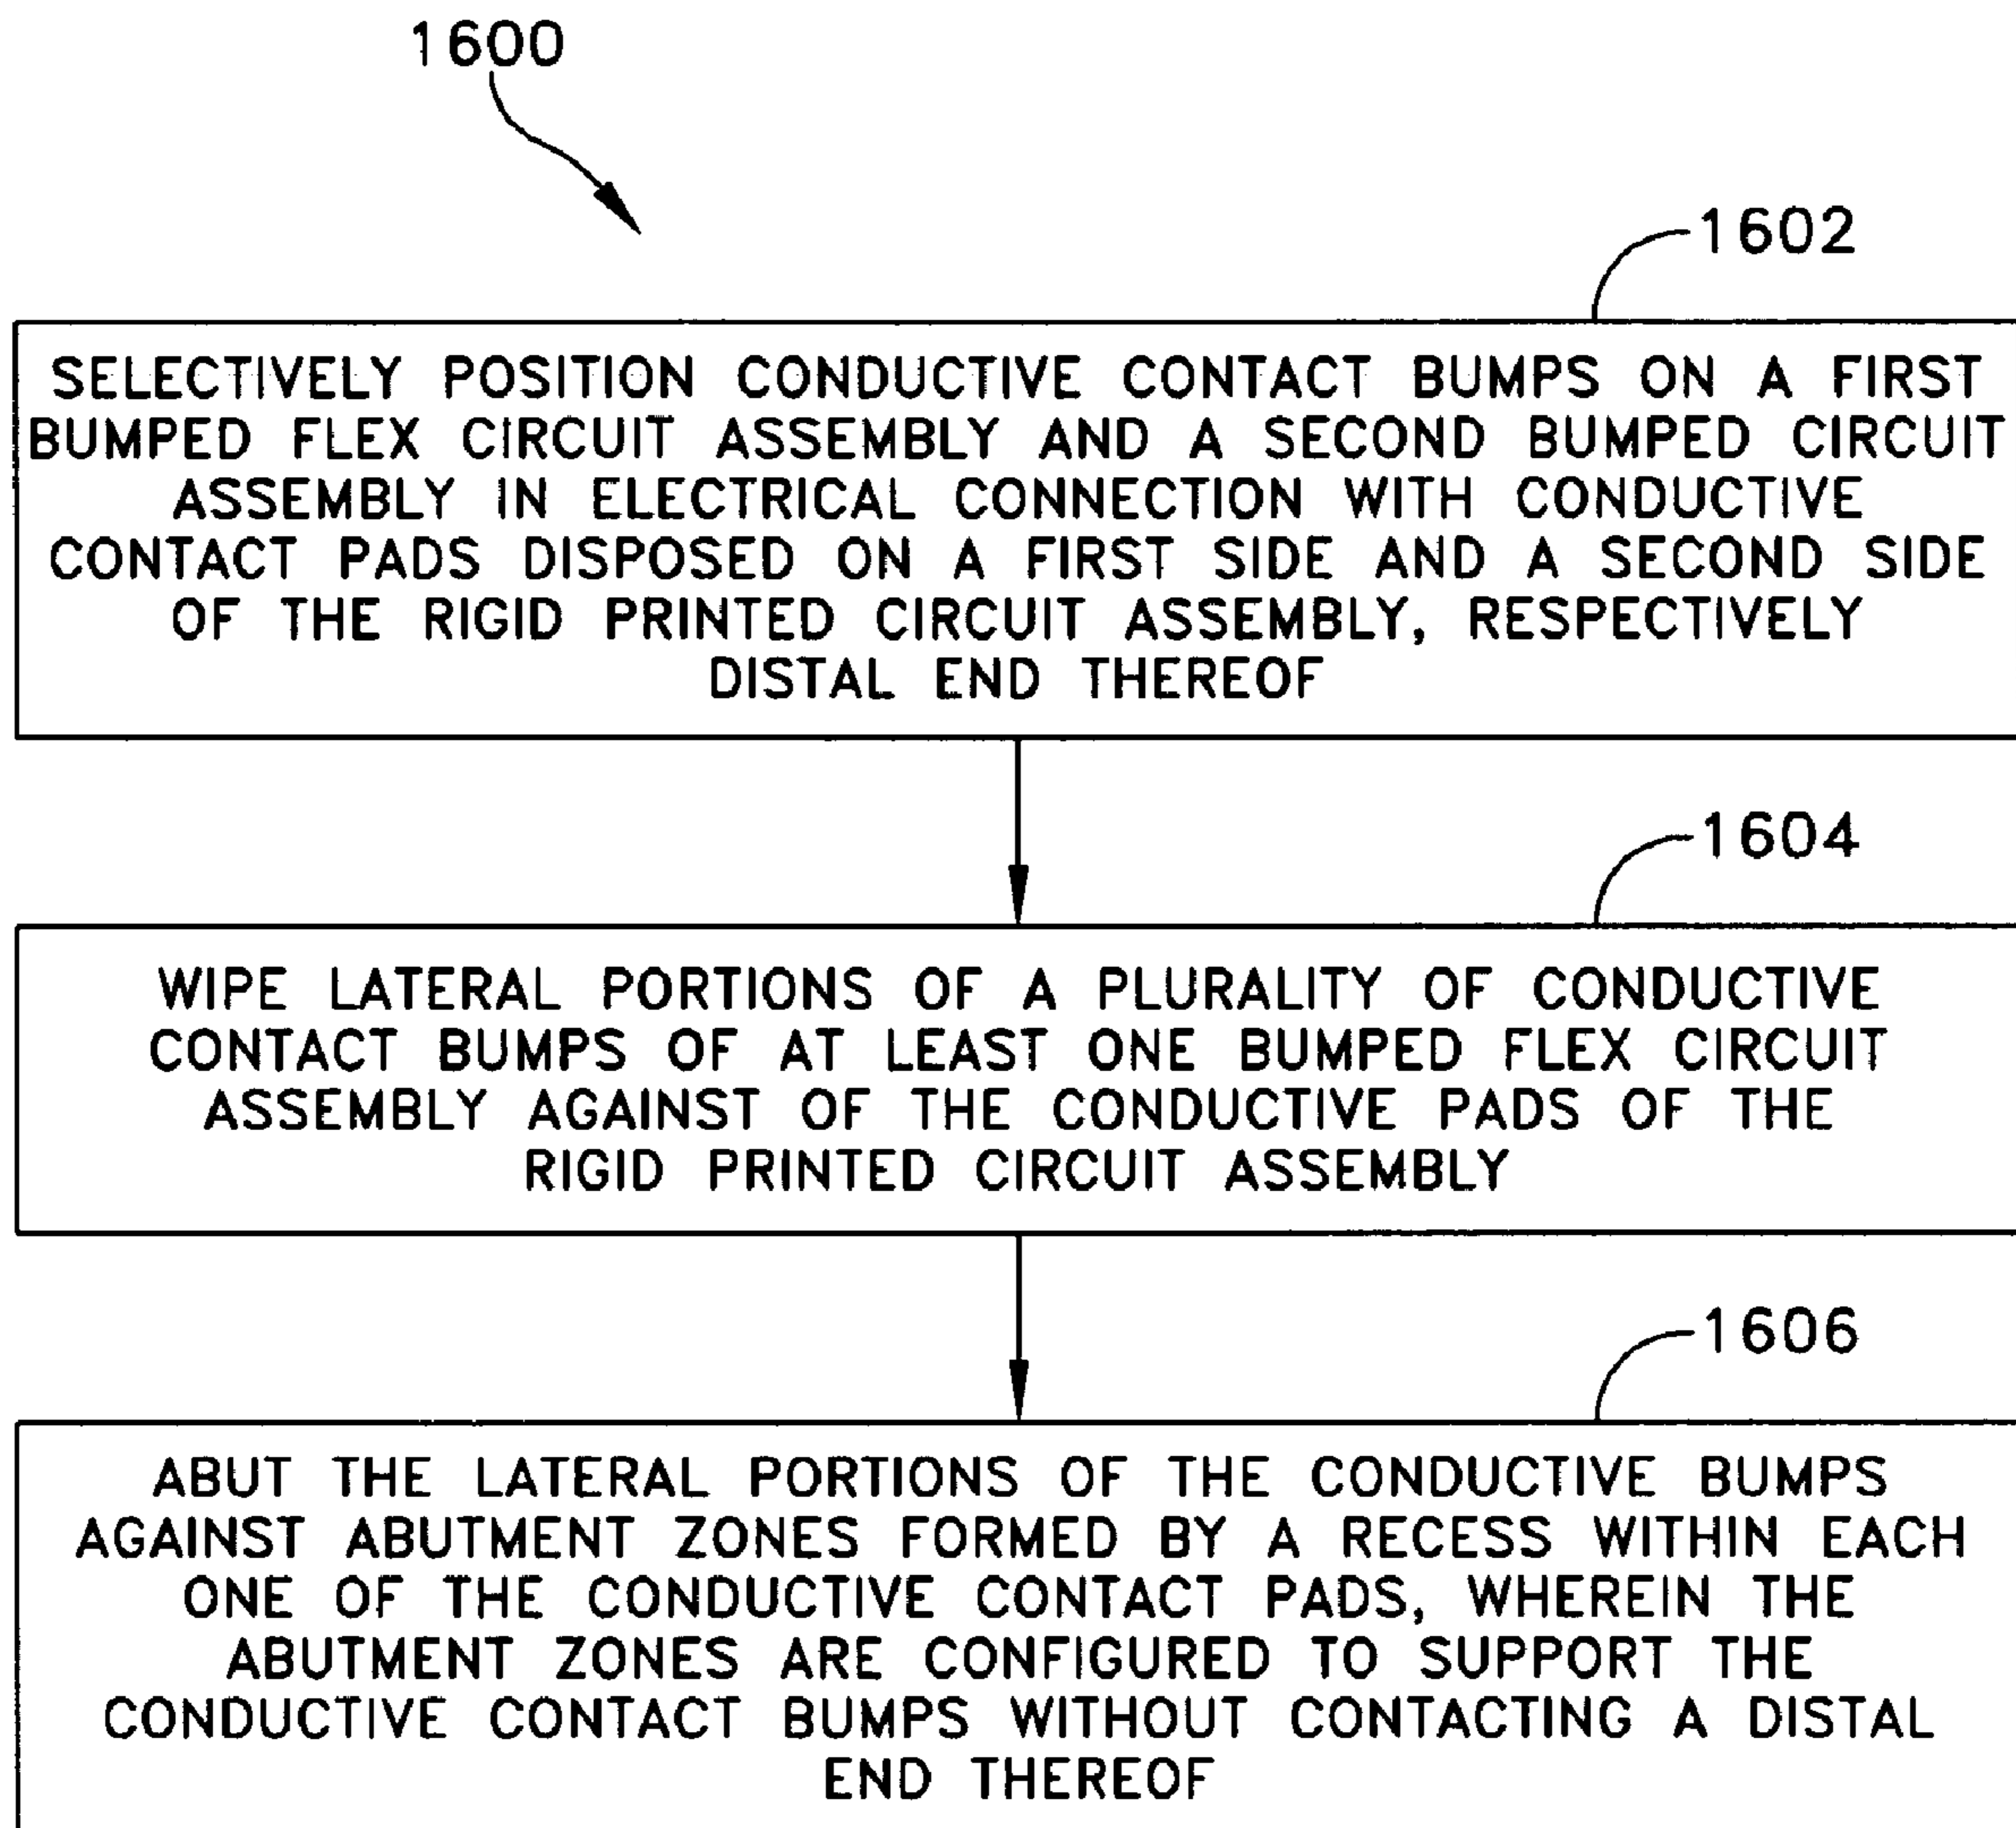 1600
1602
SELECTIVELY POSITION CONDUCTIVE CONTACT BUMPS ON A FIRST
BUMPED FLEX CIRCUIT ASSEMBLY AND A SECOND BUMPED CIRCUIT
ASSEMBLY IN ELECTRICAL CONNECTION WITH CONDUCTIVE
CONTACT PADS DISPOSED ON A FIRST SIDE AND A SECOND SIDE
OF THE RIGID PRINTED CIRCUIT ASSEMBLY, RESPECTIVELY
DISTAL END THEREOF
1604
WIPE LATERAL PORTIONS OF A PLURALITY OF CONDUCTIVE
CONTACT BUMPS OF AT LEAST ONE BUMPED FLEX CIRCUIT
ASSEMBLY AGAINST OF THE CONDUCTIVE PADS OF THE
RIGID PRINTED CIRCUIT ASSEMBLY
1606
ABUT THE LATERAL PORTIONS OF THE CONDUCTIVE BUMPS
AGAINST ABUTMENT ZONES FORMED BY A RECESS WITHIN EACH
ONE OF THE CONDUCTIVE CONTACT PADS, WHEREIN THE
ABUTMENT ZONES ARE CONFIGURED TO SUPPORT THE
CONDUCTIVE CONTACT BUMPS WITHOUT CONTACTING A DISTAL
END THEREOF